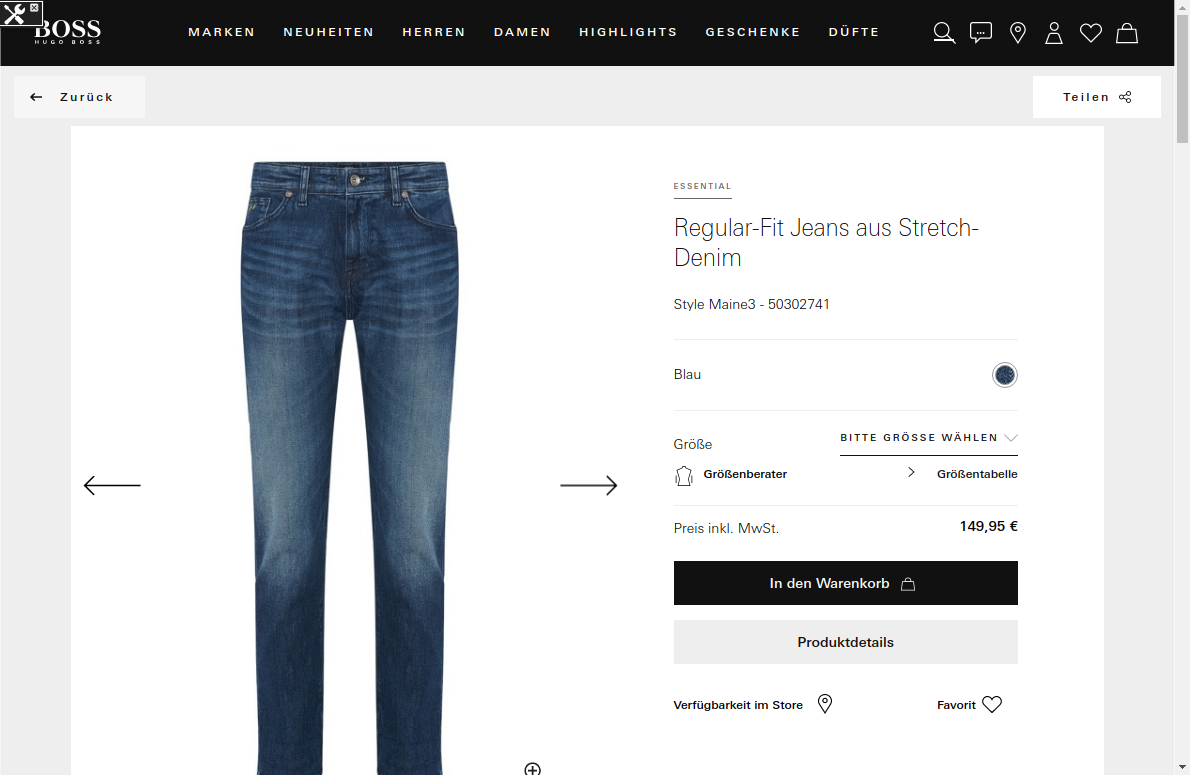 BOSS
HUGO BOSS
MARKEN NEUHEITEN HERREN DAMEN HIGHLIGHTS GESCHENKE DÜFTE
Zurück
Teilen
ESSENTIAL
Regular-Fit Jeans aus Stretch-
Denim
Style Maine3 - 50302741
Blau
Größe
BITTE GRÖSSE WÄHLEN
Größenberater
Größentabelle
Preis inkl. MwSt.
149,95 €
In den Warenkorb
Produktdetails
Verfügbarkeit im Store
Favorit